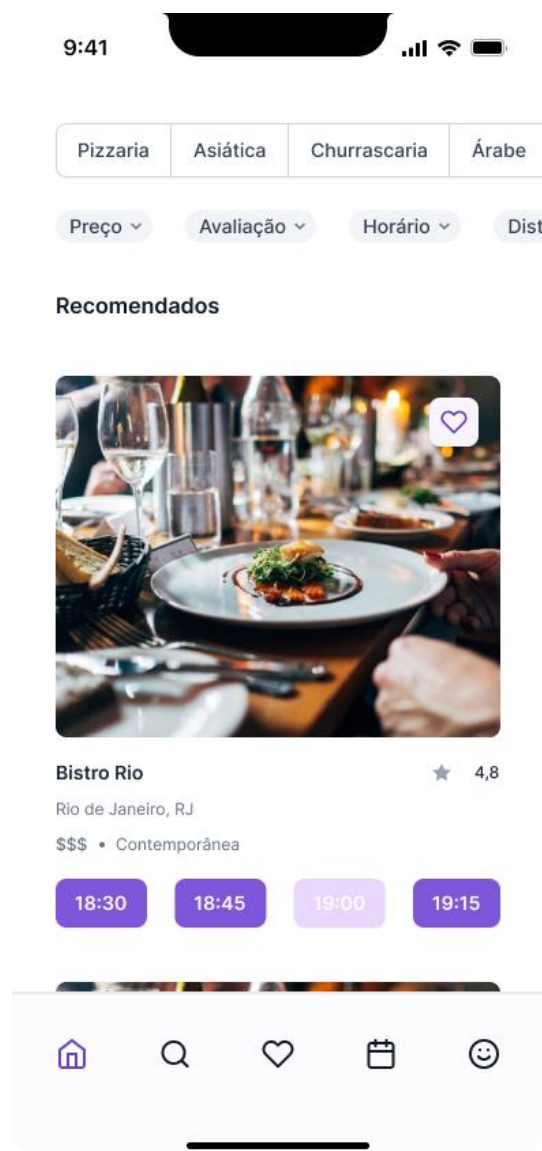 9:41
Pizzaria Asiática Churrascaria Árabe
Preço Avaliação Horário Dist
Recomendados
Bistro Rio 4,8
Rio de Janeiro, RJ
$$$ • Contemporânea
18:30 18:45 19:00 19:15